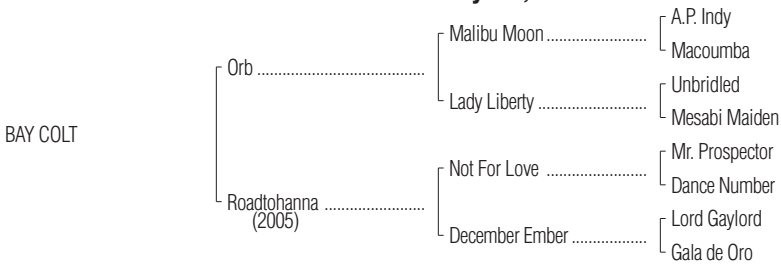 A.P. Indy
Malibu Moon
Macoumba
Orb
Unbridled
Lady Liberty
Mesabi Maiden
BAY COLT
Mr. Prospector
Not For Love
Dance Number
Roadtohanna
(2005)
Lord Gaylord
December Ember
Gala de Oro